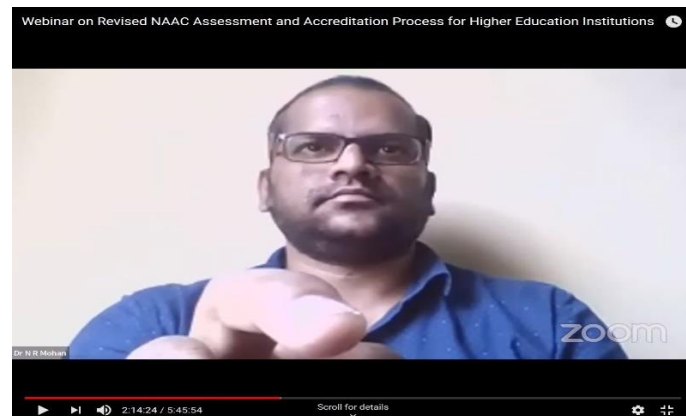 Webinar on Revised NAAC Assessment and Accreditation Process for Higher Education Institutions
zoom
Dr N R Mohan
2:14:24 / 5:45:54
Scroll for details